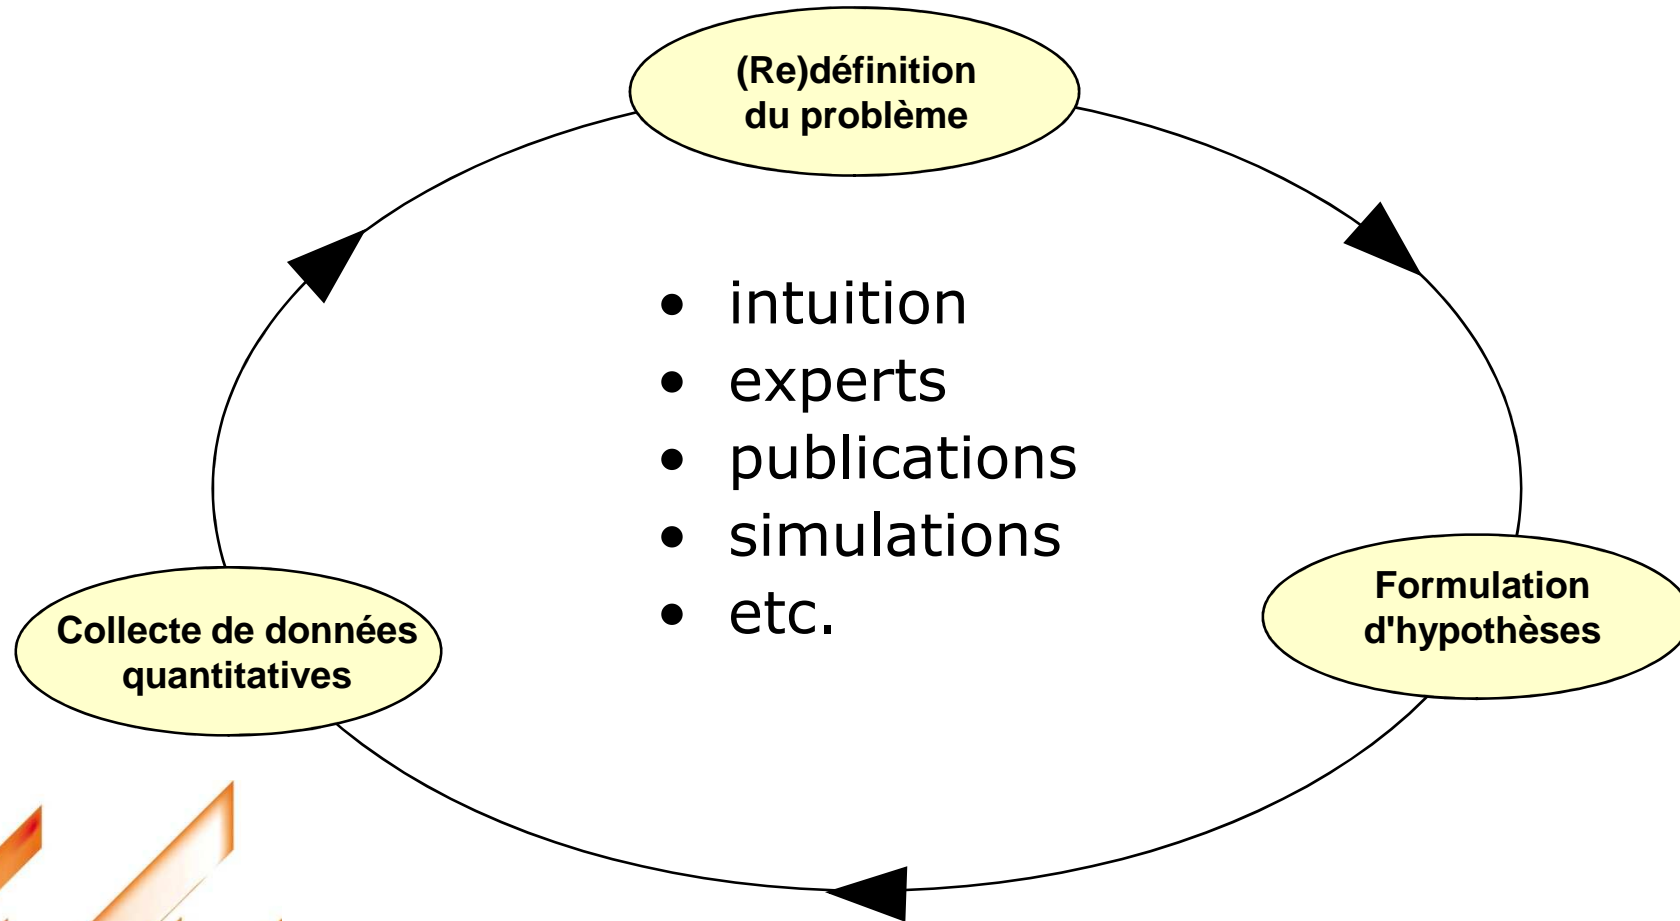 (Re)définition
du problème
• intuition
• experts
• publications
• simulations
• etc.
Formulation
d'hypothèses
Collecte de données
quantitatives